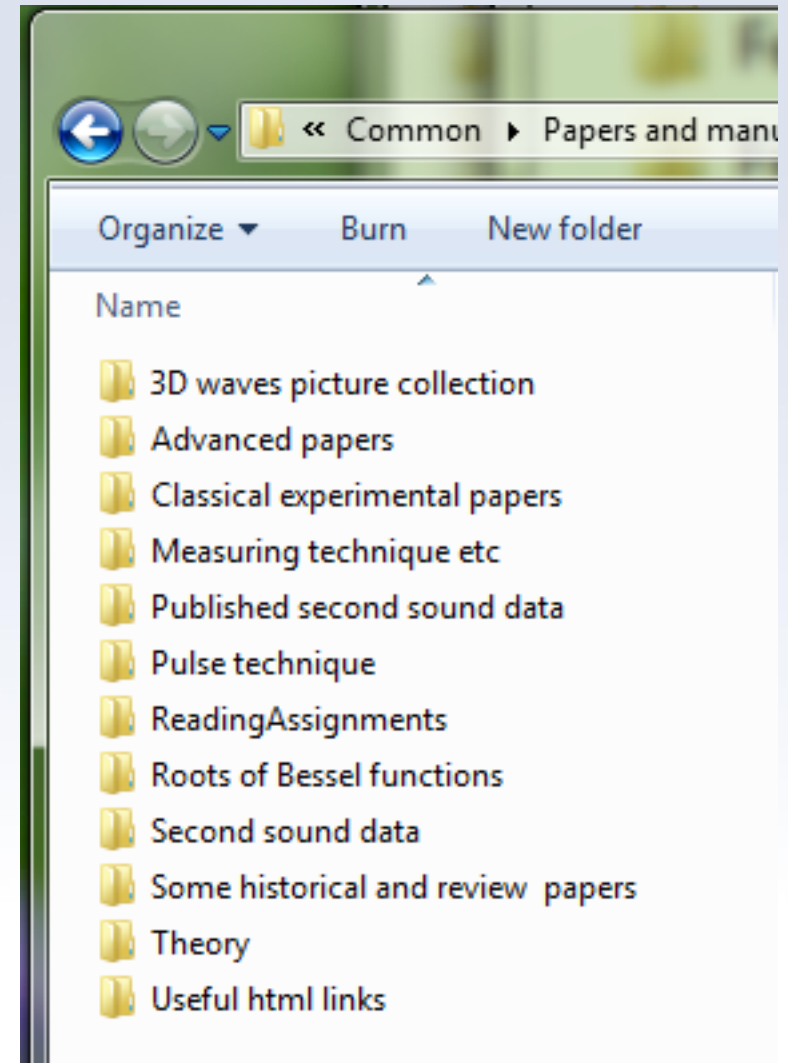 « Common ▸ Papers and manu
Organize ▾ Burn New folder
Name
3D waves picture collection
Advanced papers
Classical experimental papers
Measuring technique etc
Published second sound data
Pulse technique
ReadingAssignments
Roots of Bessel functions
Second sound data
Some historical and review  papers
Theory
Useful html links